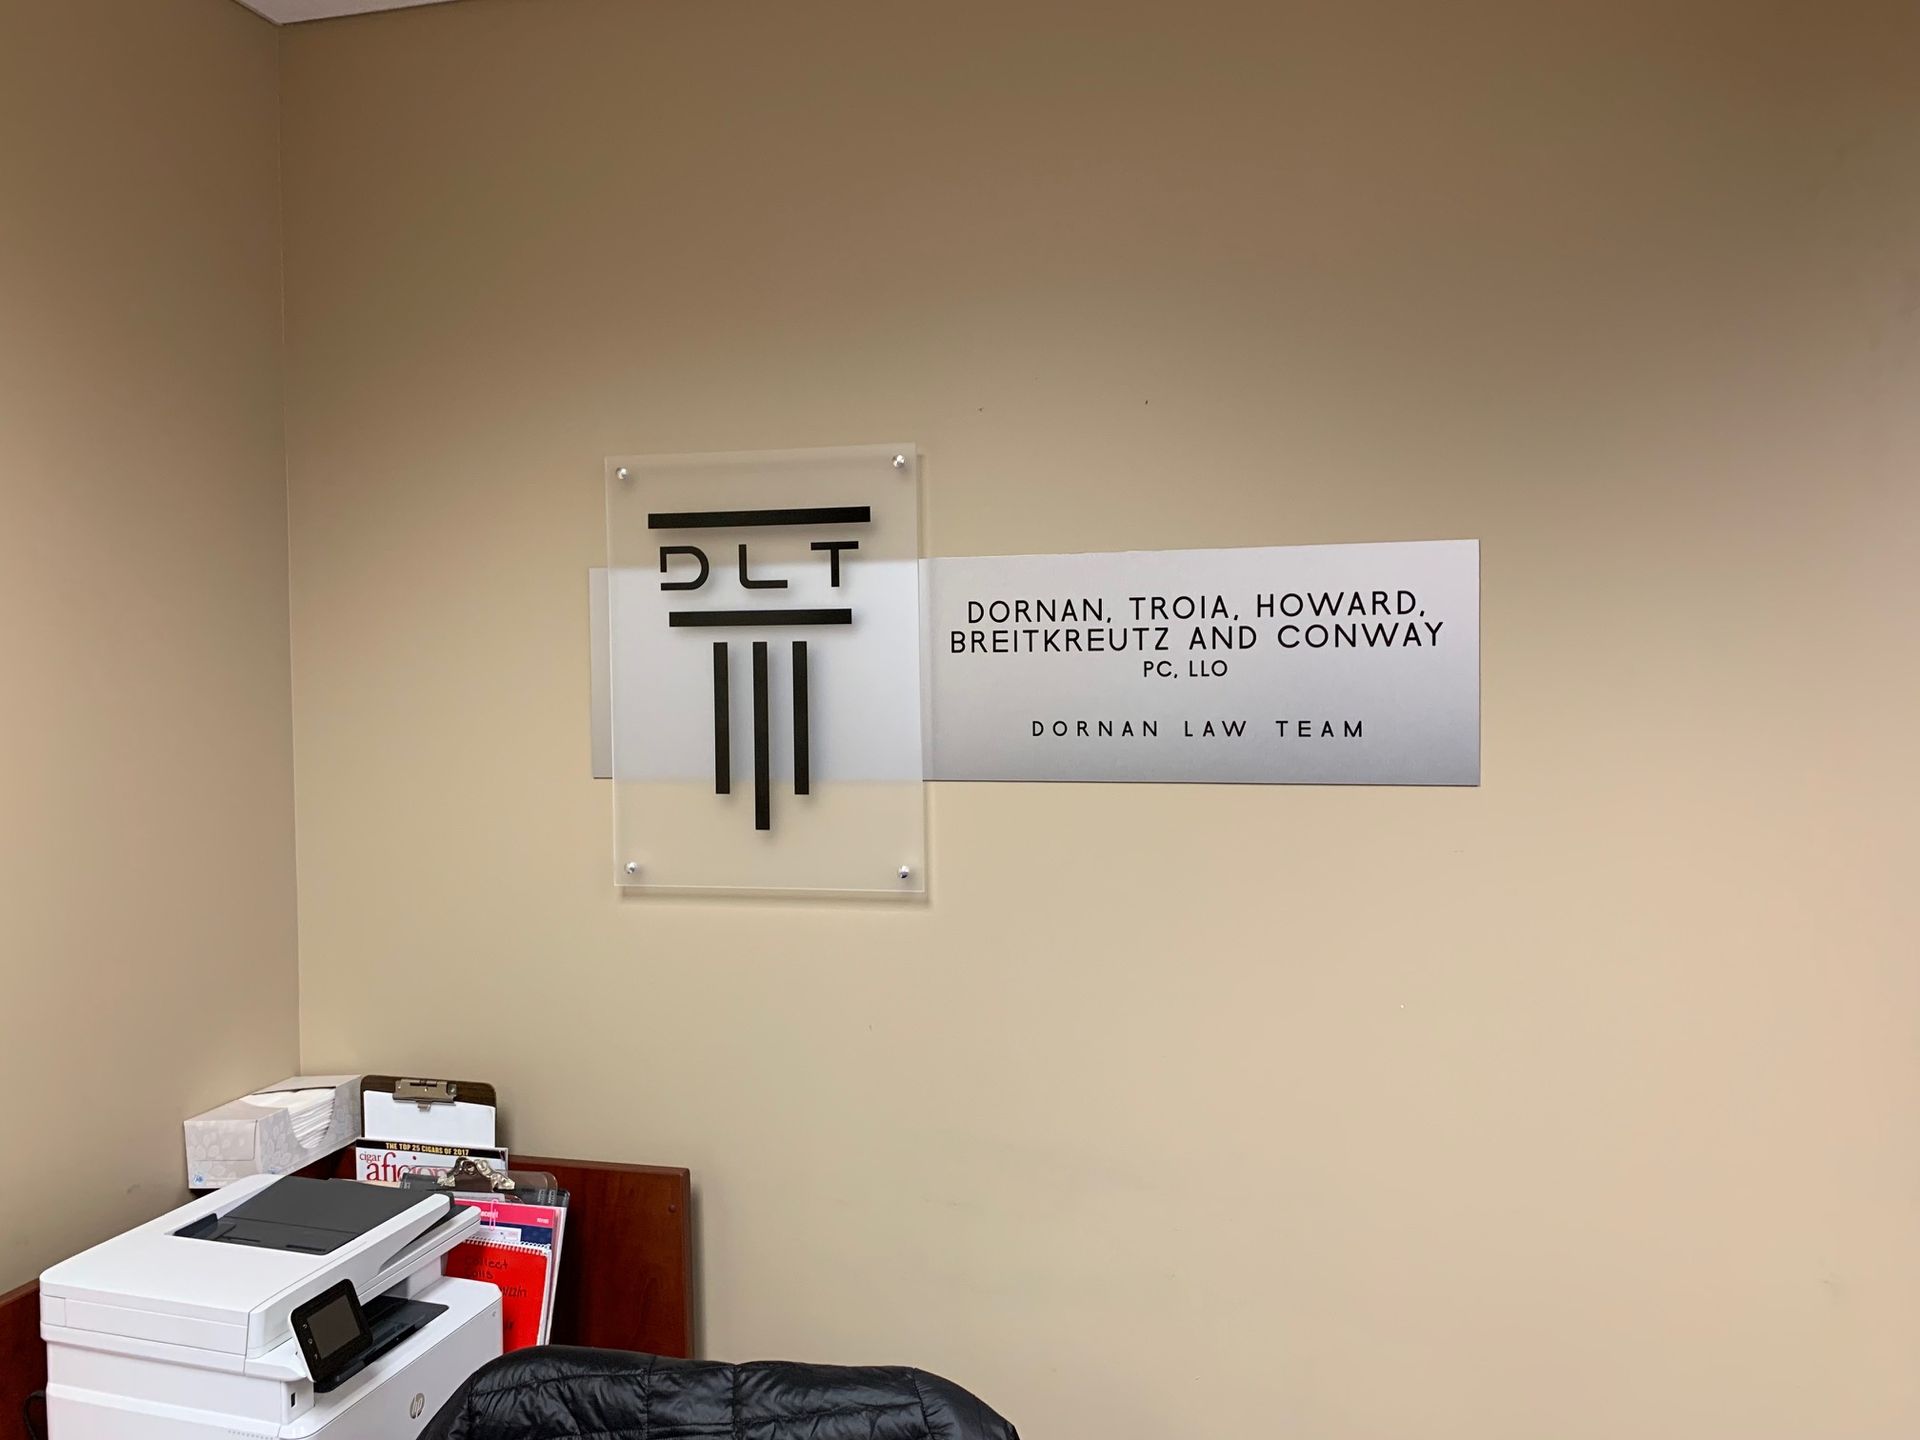 DLT
DORNAN, TROIA, HOWARD,
BREITKREUTZ AND CONWAY
PC, LLO
DORNAN LAW TEAM
THE TOP 25 CIGARS OF 2017
cigar
hp